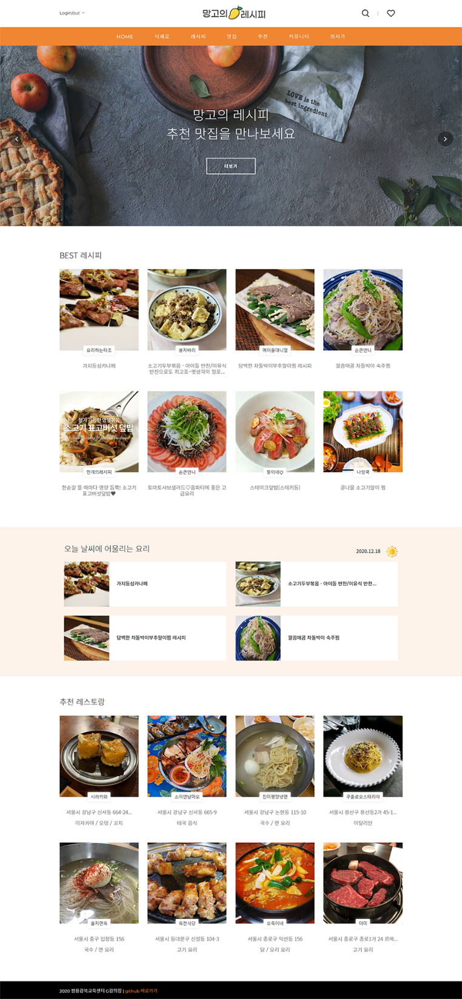 Login/out
망고의 레시피
HOME 식재료 레시피 맛집 추천 커뮤니티 최저가
LOVE is the
best ingredient
망고의 레시피
추천 맛집을 만나보세요
더보기
BEST 레시피
요리하는타조
봉자바리
메이플대니얼
손큰언니
가지등심카나페
소고기두부볶음 - 아이들 반찬/이유식
반찬으로도 최고죠~옛생각이 절로...
담백한 차돌박이부추말이찜 레시피
깔끔매콤 차돌박이 숙주찜
향기 가득한 영양볶음
소고기 표고버섯 덮밥
만개의레시피
손큰언니
뚱이네♡
나잉쿡
한숟갈 뜰 때마다 영양 듬뿍! 소고기
표고버섯덮밥♥
토마토샤브샐러드♡홈파티에 좋은 고
급요리
스테이크덮밥(스테키동)
콩나물 소고기말이 찜
오늘 날씨에 어울리는 요리
2020.12.18
가지등심카나페
소고기두부볶음 - 아이들 반찬/이유식 반찬...
담백한 차돌박이부추말이찜 레시피
깔끔매콤 차돌박이 숙주찜
추천 레스토랑
시라카와
소이연남마오
진미평양냉면
쿠촐로오스테리아
서울시 강남구 신사동 664-24...
이자카야 / 오뎅 / 꼬치
서울시 강남구 신사동 665-9
태국 음식
서울시 강남구 논현동 115-10
국수 / 면 요리
서울시 용산구 용산동2가 45-1...
이탈리안
을지면옥
육전식당
오죽이네
더미
서울시 중구 입정동 156
국수 / 면 요리
서울시 동대문구 신설동 104-3
고기 요리
서울시 종로구 익선동 156
닭 / 오리 요리
서울시 종로구 종로1가 24 르메...
고기 요리
2020 쌍용강북교육센터 G강의장 | github 바로가기